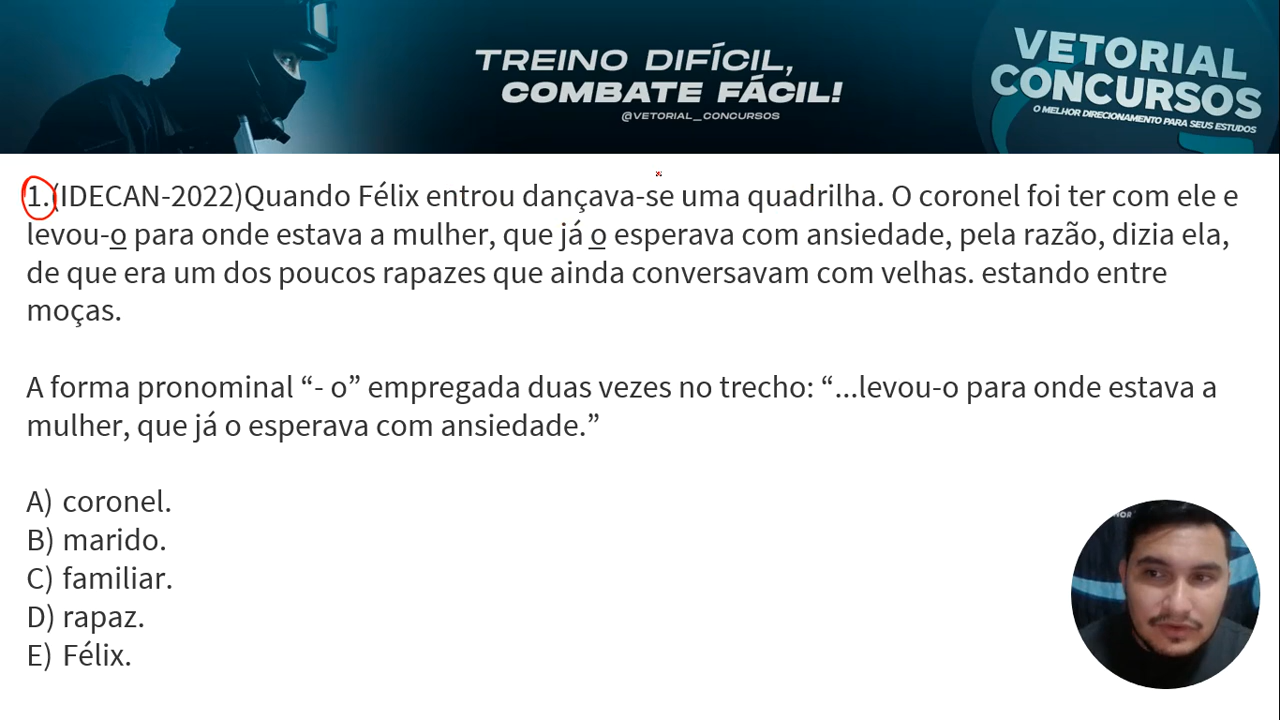 TREINO DIFÍCIL,
COMBATE FÁCIL!
@VETORIAL_CONCURSOS
VETORIAL
CONCURSOS
O MELHOR DIRECIONAMENTO PARA SEUS ESTUDOS
1.(IDECAN-2022)Quando Félix entrou dançava-se uma quadrilha. O coronel foi ter com ele e
levou-o para onde estava a mulher, que já o esperava com ansiedade, pela razão, dizia ela,
de que era um dos poucos rapazes que ainda conversavam com velhas. estando entre
moças.
A forma pronominal “- o” empregada duas vezes no trecho: “...levou-o para onde estava a
mulher, que já o esperava com ansiedade.”
A) coronel.
B) marido.
C) familiar.
D) rapaz.
E) Félix.